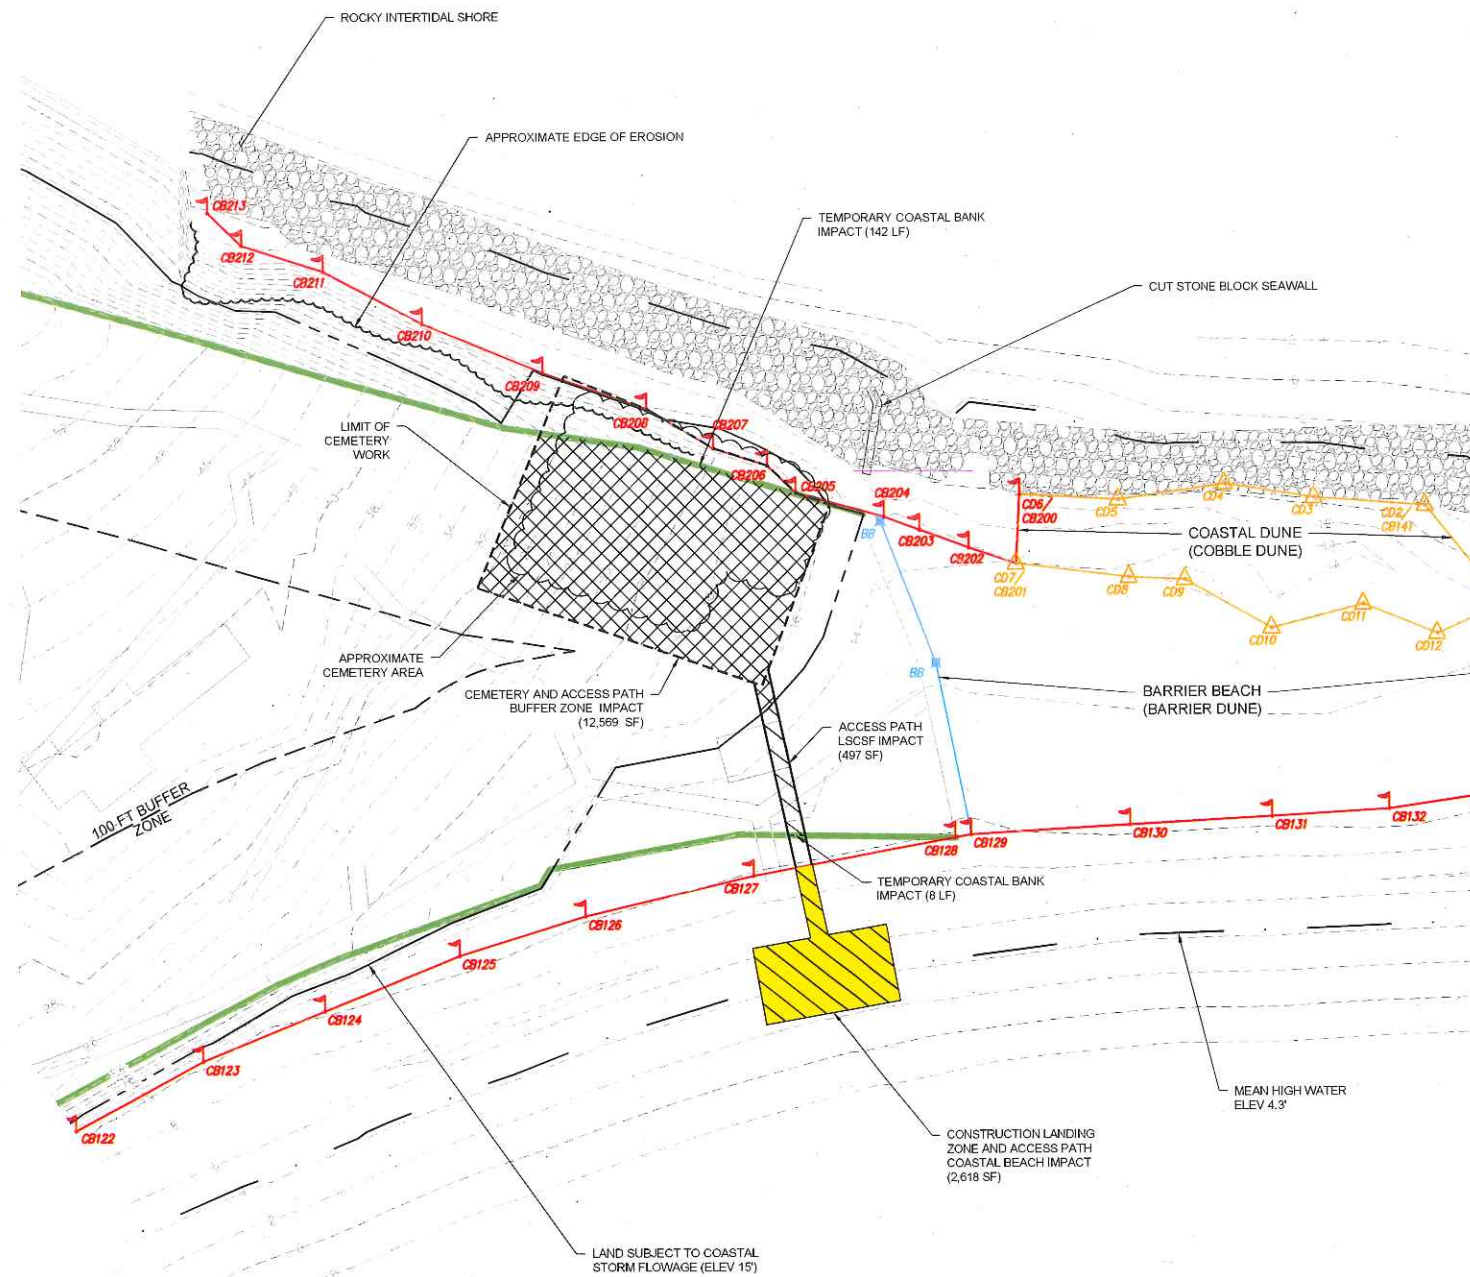 ROCKY INTERTIDAL SHORE
APPROXIMATE EDGE OF EROSION
CB213
TEMPORARY COASTAL BANK
IMPACT (142 LF)
CB212
CB211
CUT STONE BLOCK SEAWALL
CB210
CB209
CB208
CB207
LIMIT OF
CEMETERY
WORK
CB206
CB205
CB204
CD6/
CB200
CD5
CD4
CD3
CD2/
CB141
BB
CB203
CB202
COASTAL DUNE
(COBBLE DUNE)
CD7/
CB201
CD8
CD9
CD10
CD11
CD12
APPROXIMATE
CEMETERY AREA
BB
CEMETERY AND ACCESS PATH
BUFFER ZONE IMPACT
(12,569 SF)
BARRIER BEACH
(BARRIER DUNE)
ACCESS PATH
LSCSF IMPACT
(497 SF)
100-FT BUFFER
ZONE
CB128
CB129
CB130
CB131
CB132
CB127
TEMPORARY COASTAL BANK
IMPACT (8 LF)
CB126
CB125
CB124
CB123
CB122
MEAN HIGH WATER
ELEV 4.3'
CONSTRUCTION LANDING
ZONE AND ACCESS PATH
COASTAL BEACH IMPACT
(2,618 SF)
LAND SUBJECT TO COASTAL
STORM FLOWAGE (ELEV 15')